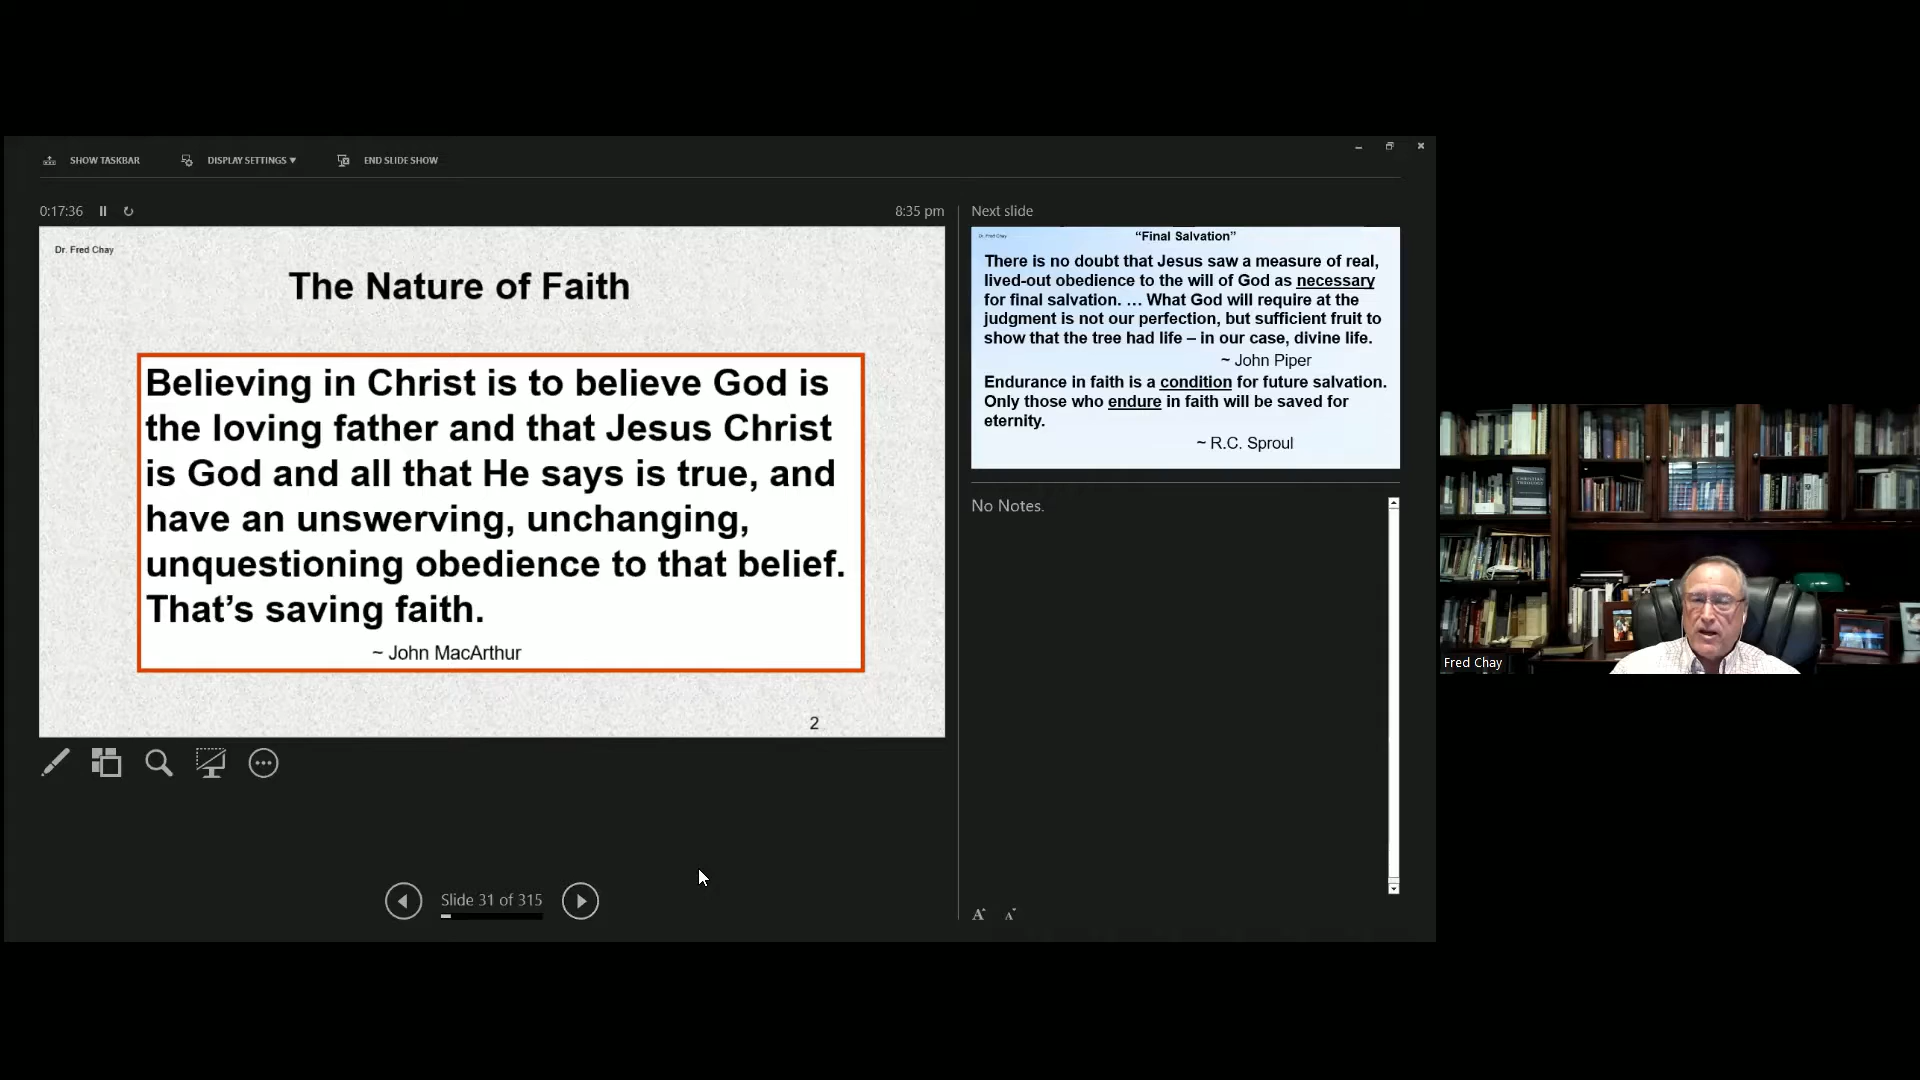 SHOW TASKBAR DISPLAY SETTINGS ▼ END SLIDE SHOW
0:17:36 8:35 pm
Dr. Fred Chay
The Nature of Faith
Believing in Christ is to believe God is
the loving father and that Jesus Christ
is God and all that He says is true, and
have an unswerving, unchanging,
unquestioning obedience to that belief.
That’s saving faith.
~ John MacArthur
2
Slide 31 of 315
Next slide
Dr. Fred Chay
“Final Salvation”
There is no doubt that Jesus saw a measure of real,
lived-out obedience to the will of God as necessary
for final salvation. … What God will require at the
judgment is not our perfection, but sufficient fruit to
show that the tree had life – in our case, divine life.
~ John Piper
Endurance in faith is a condition for future salvation.
Only those who endure in faith will be saved for
eternity.
~ R.C. Sproul
No Notes.
A A
CHRISTIAN
THEOLOGY
Fred Chay